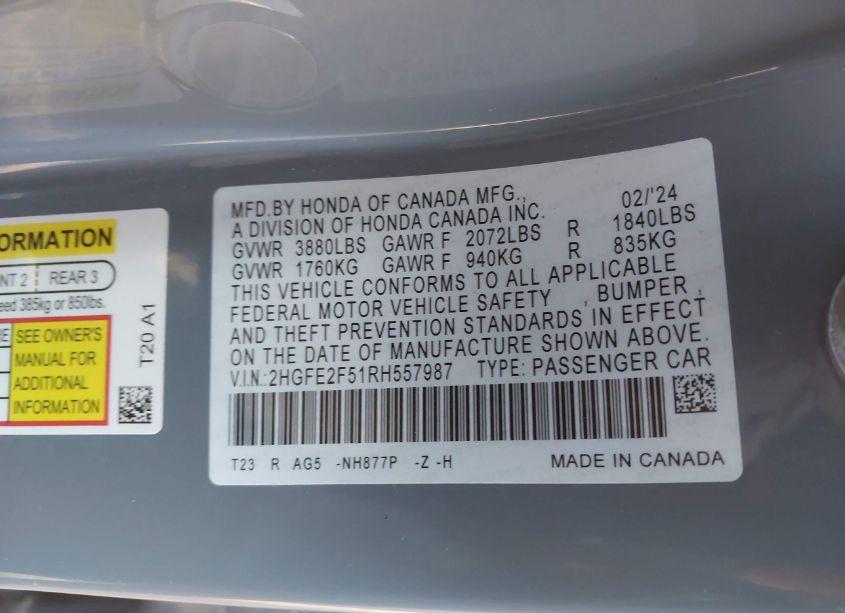 ORMATION
NT 2 REAR 3
eed 385kg or 850lbs.
SEE OWNER'S
MANUAL FOR
ADDITIONAL
INFORMATION
T20 A1
MFD.BY HONDA OF CANADA MFG., 02/'24
A DIVISION OF HONDA CANADA INC.
GVWR 3880LBS GAWR F 2072LBS R 1840LBS
GVWR 1760KG GAWR F 940KG R 835KG
THIS VEHICLE CONFORMS TO ALL APPLICABLE
FEDERAL MOTOR VEHICLE SAFETY , BUMPER ,
AND THEFT PREVENTION STANDARDS IN EFFECT
ON THE DATE OF MANUFACTURE SHOWN ABOVE.
V.I.N.:2HGFE2F51RH557987 TYPE: PASSENGER CAR
T23 R AG5 -NH877P -Z -H MADE IN CANADA